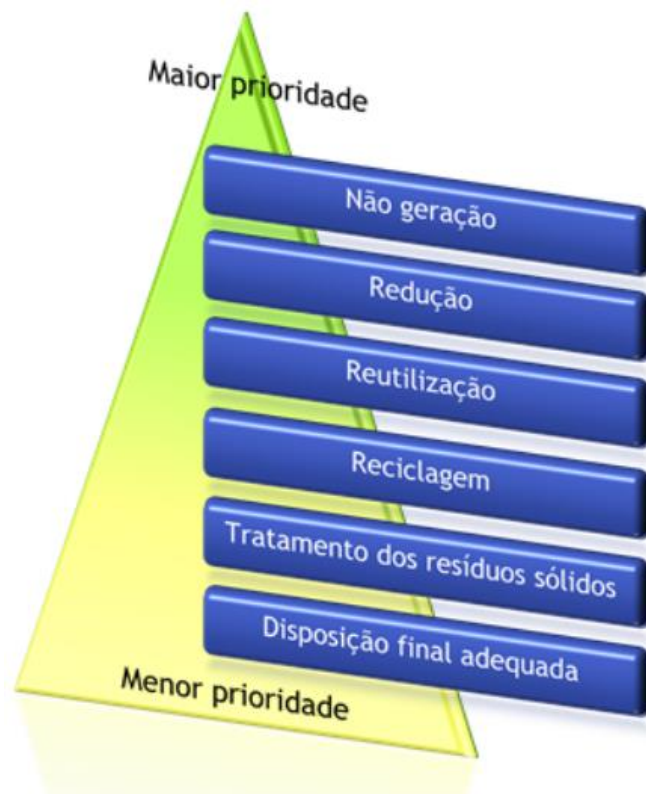 Maior prioridade
Não geração
Redução
Reutilização
Reciclagem
Tratamento dos resíduos sólidos
Disposição final adequada
Menor prioridade